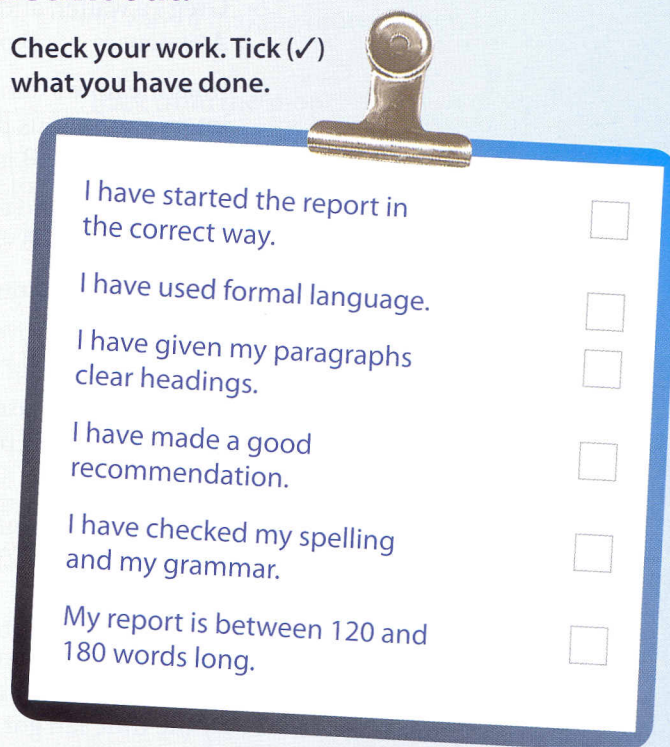 Check your work. Tick (✓)
what you have done.
I have started the report in
the correct way.
I have used formal language.
I have given my paragraphs
clear headings.
I have made a good
recommendation.
I have checked my spelling
and my grammar.
My report is between 120 and
180 words long.